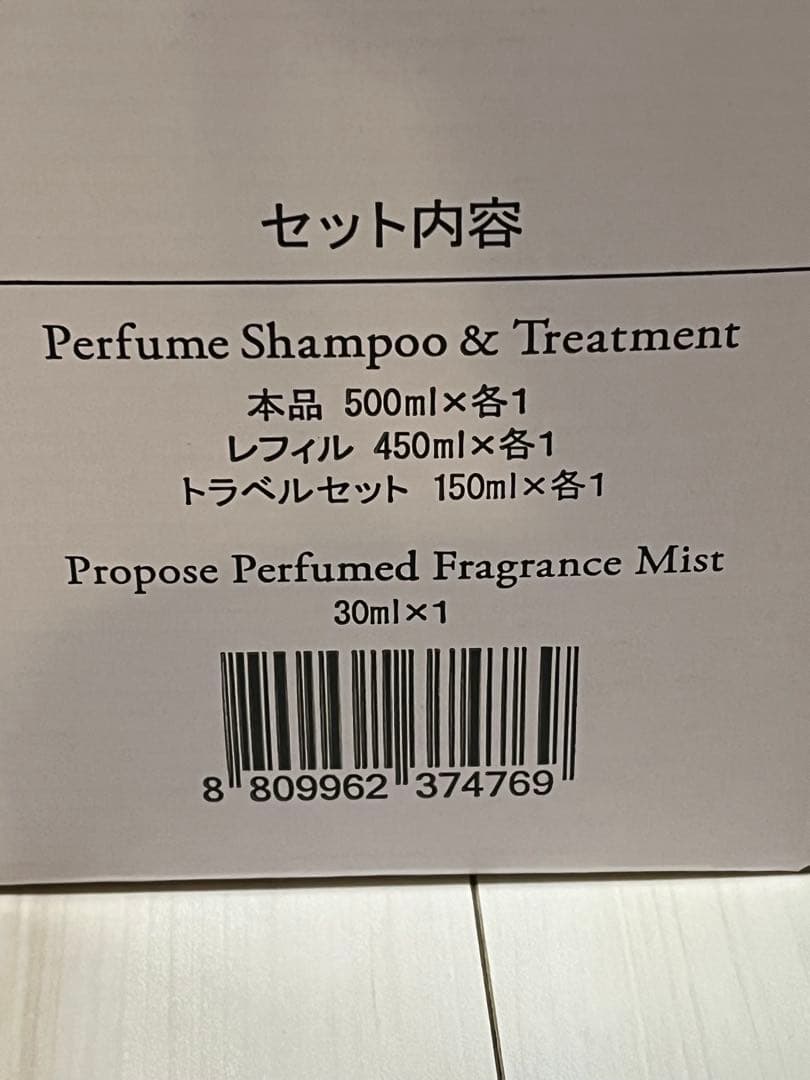 セット内容
Perfume Shampoo & Treatment
本品 500ml×各1
レフィル 450ml×各1
トラベルセット 150ml×各1
Propose Perfumed Fragrance Mist
30ml×1
8 809962 374769